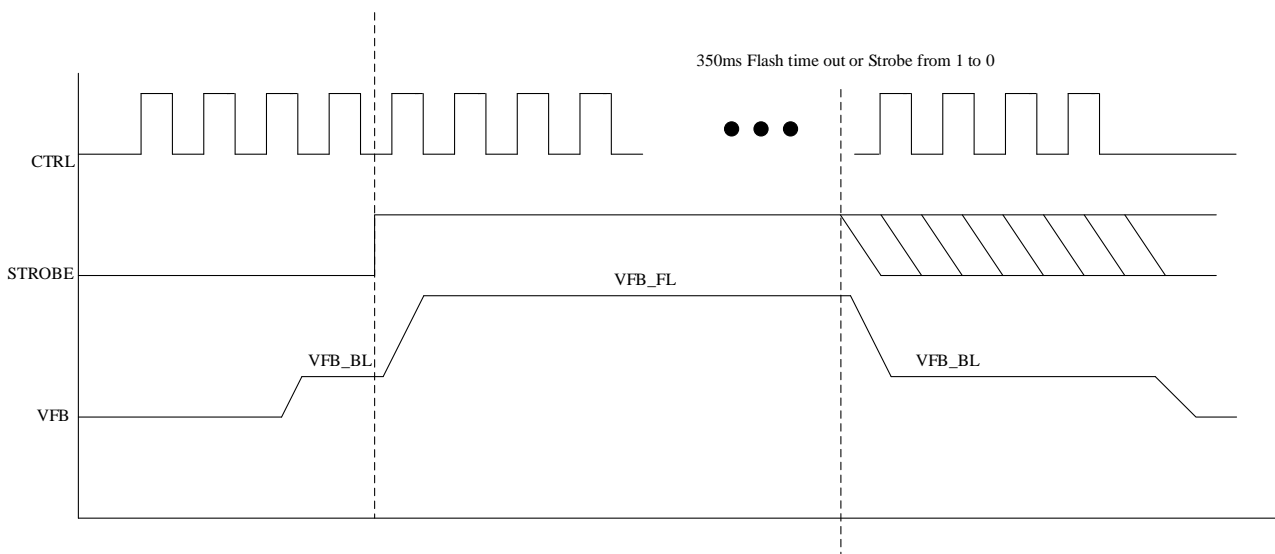 350ms Flash time out or Strobe from 1 to 0
CTRL
STROBE
VFB_FL
VFB_BL
VFB_BL
VFB